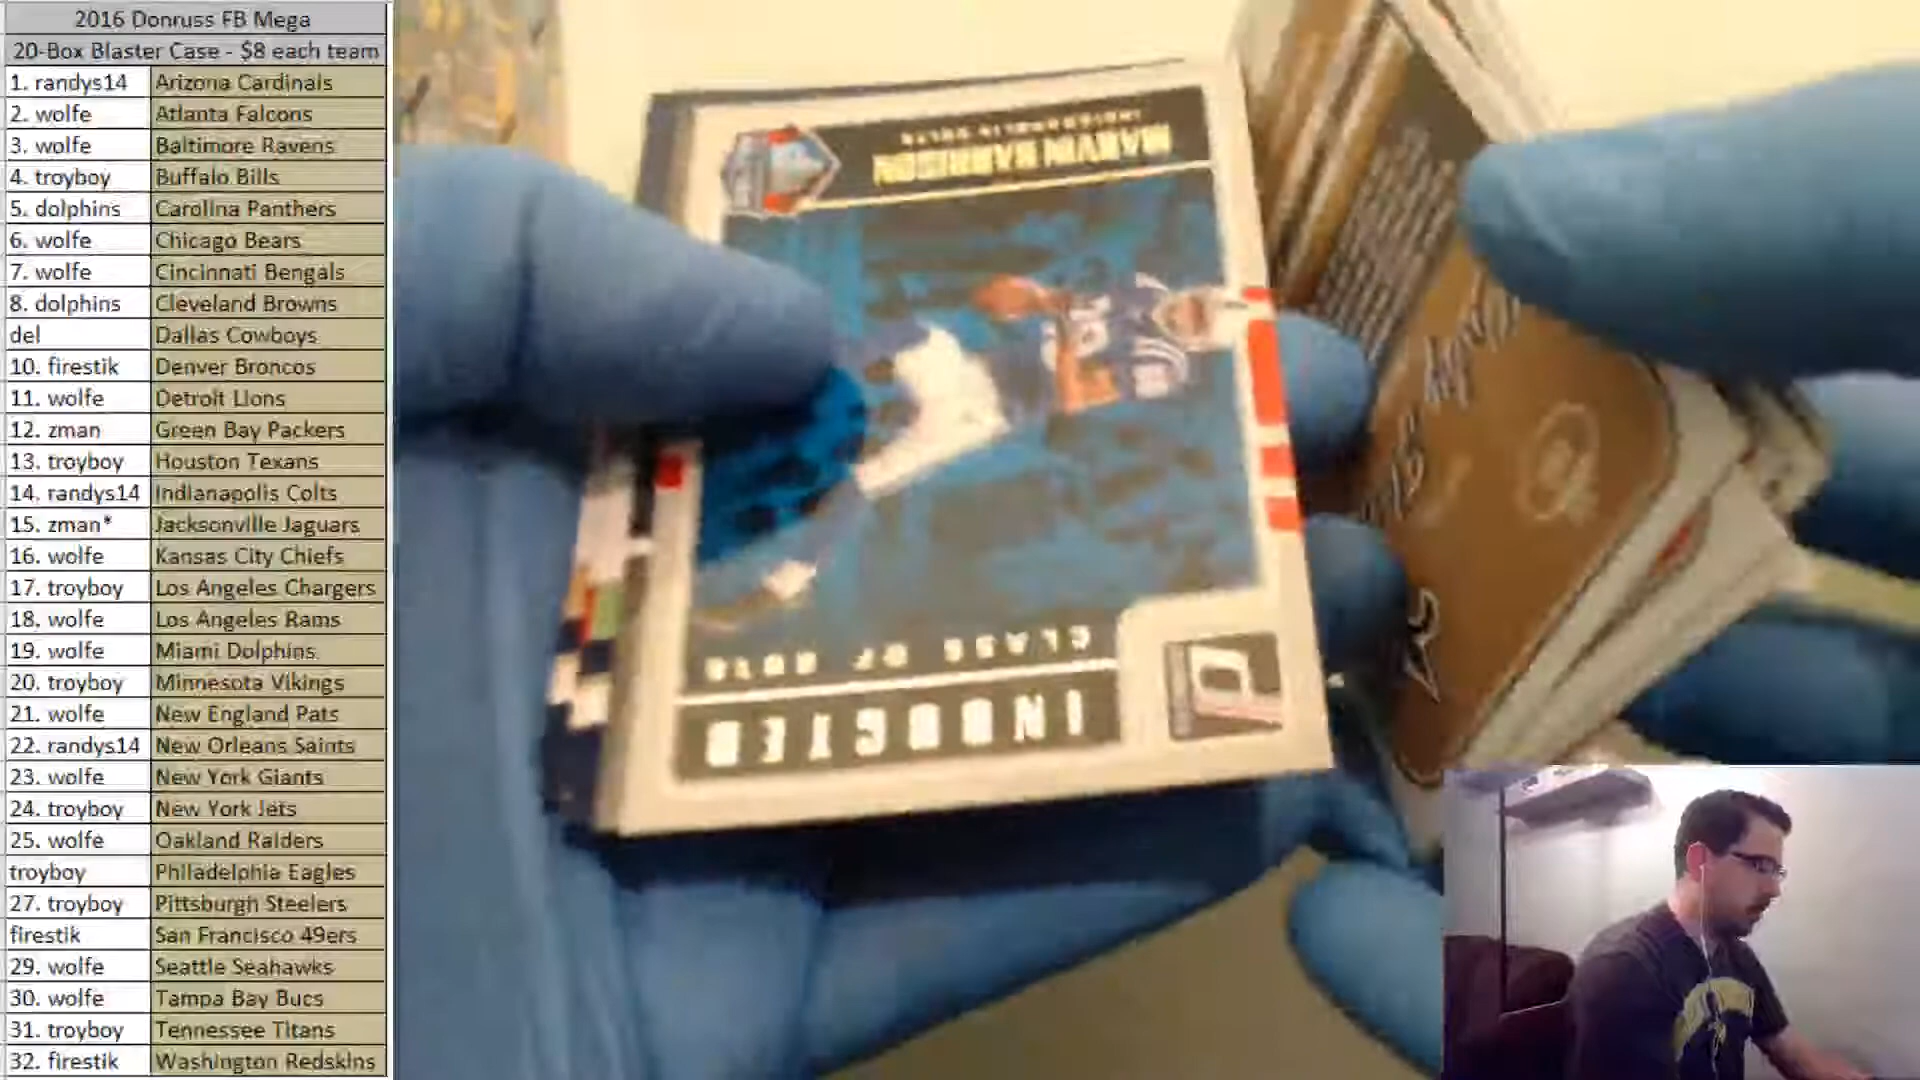 2016 Donruss FB Mega
20-Box Blaster Case - $8 each team
1. randys14 Arizona Cardinals
2. wolfe Atlanta Falcons
3. wolfe Baltimore Ravens
4. troyboy Buffalo Bills
5. dolphins Carolina Panthers
6. wolfe Chicago Bears
7. wolfe Cincinnati Bengals
8. dolphins Cleveland Browns
del Dallas Cowboys
10. firestik Denver Broncos
11. wolfe Detroit Lions
12. zman Green Bay Packers
13. troyboy Houston Texans
14. randys14 Indianapolis Colts
15. zman* Jacksonville Jaguars
16. wolfe Kansas City Chiefs
17. troyboy Los Angeles Chargers
18. wolfe Los Angeles Rams
19. wolfe Miami Dolphins
20. troyboy Minnesota Vikings
21. wolfe New England Pats
22. randys14 New Orleans Saints
23. wolfe New York Giants
24. troyboy New York Jets
25. wolfe Oakland Raiders
troyboy Philadelphia Eagles
27. troyboy Pittsburgh Steelers
firestik San Francisco 49ers
29. wolfe Seattle Seahawks
30. wolfe Tampa Bay Bucs
31. troyboy Tennessee Titans
32. firestik Washington Redskins
INDUCTED
CLASS OF 2016
MARVIN HARRISON
INDIANAPOLIS COLTS